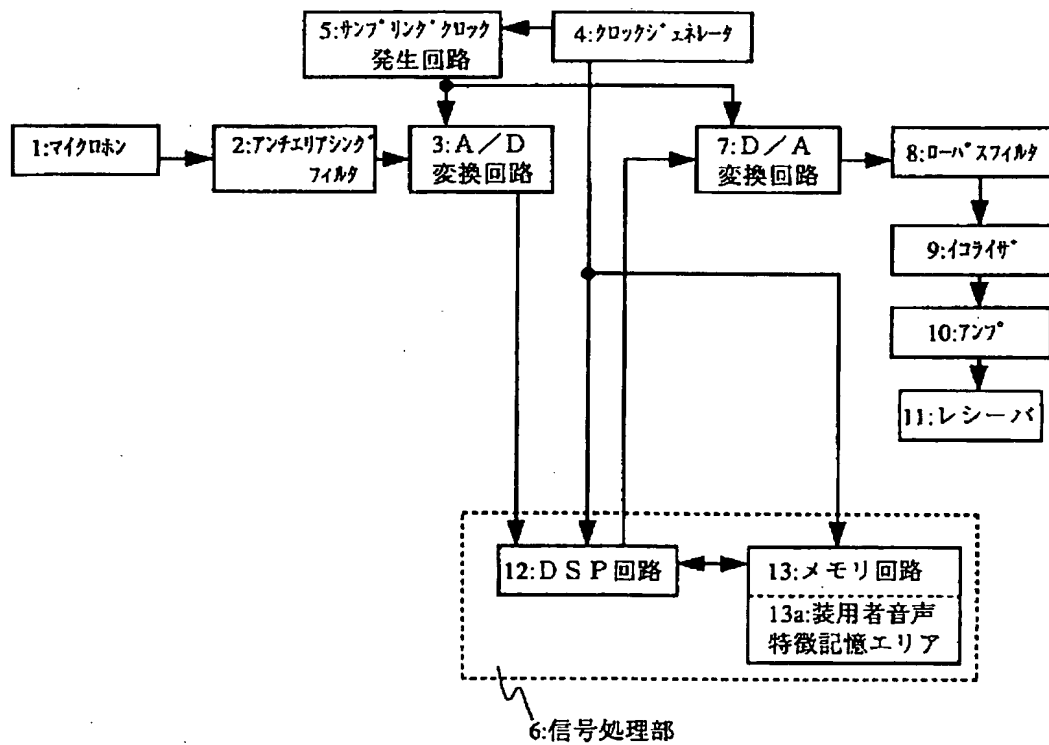 5:ｻﾝﾌﾟﾘﾝｸﾞｸﾛｯｸ
発生回路
4:ｸﾛｯｸｼﾞｪﾈﾚｰﾀ
1:ﾏｲｸﾛﾎﾝ
2:ｱﾝﾁｴﾘｱｼﾝｸﾞ
ﾌｨﾙﾀ
3:Ａ／Ｄ
変換回路
7:Ｄ／Ａ
変換回路
8:ﾛｰﾊﾟｽﾌｨﾙﾀ
9:ｲｺﾗｲｻﾞ
10:ｱﾝﾌﾟ
11:レシーバ
12:ＤＳＰ回路
13:メモリ回路
13a:装用者音声
特徴記憶エリア
6:信号処理部